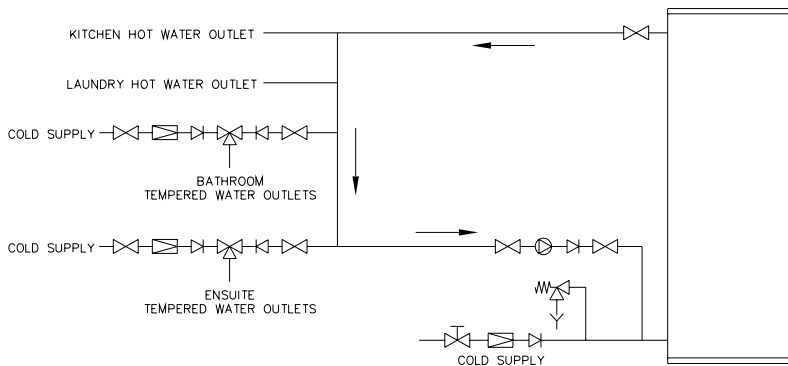 KITCHEN HOT WATER OUTLET
LAUNDRY HOT WATER OUTLET
COLD SUPPLY
BATHROOM
TEMPERED WATER OUTLETS
COLD SUPPLY
ENSUITE
TEMPERED WATER OUTLETS
COLD SUPPLY